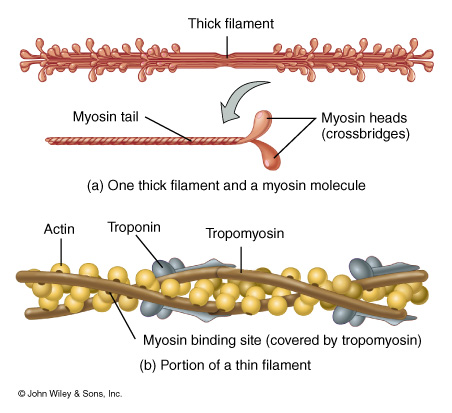 Thick filament
Myosin tail
Myosin heads
(crossbridges)
(a) One thick filament and a myosin molecule
Actin
Troponin
Tropomyosin
Myosin binding site (covered by tropomyosin)
(b) Portion of a thin filament
© John Wiley & Sons, Inc.